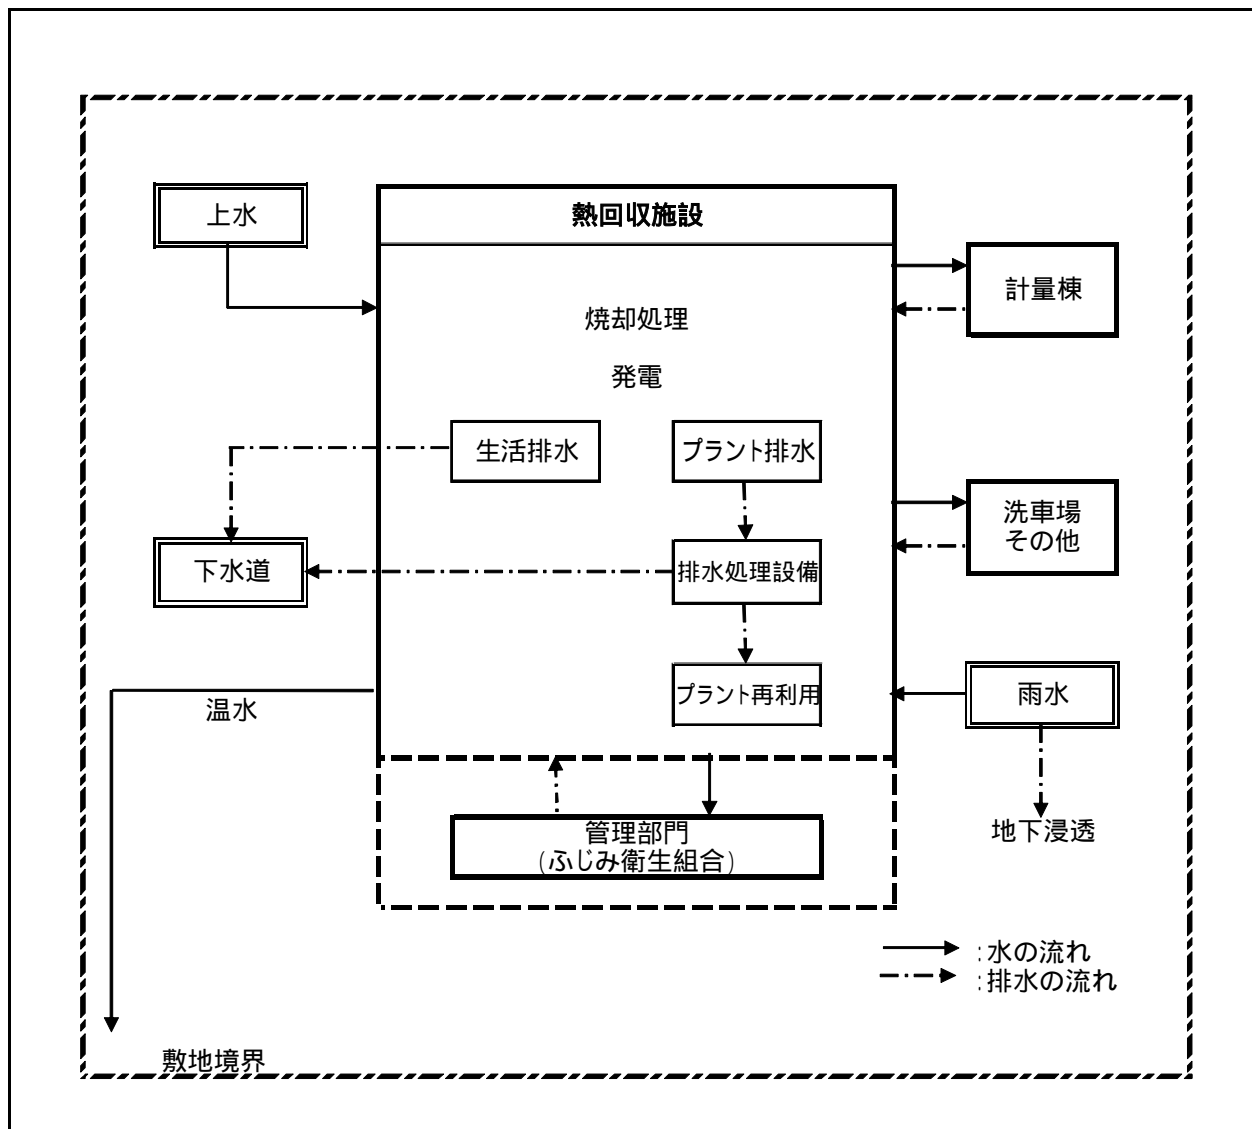 上水
熱回収施設
計量棟
焼却処理
発電
生活排水
プラント排水
洗車場
その他
下水道
排水処理設備
プラント再利用
雨水
温水
地下浸透
管理部門
(ふじみ衛生組合)
:水の流れ
:排水の流れ
敷地境界